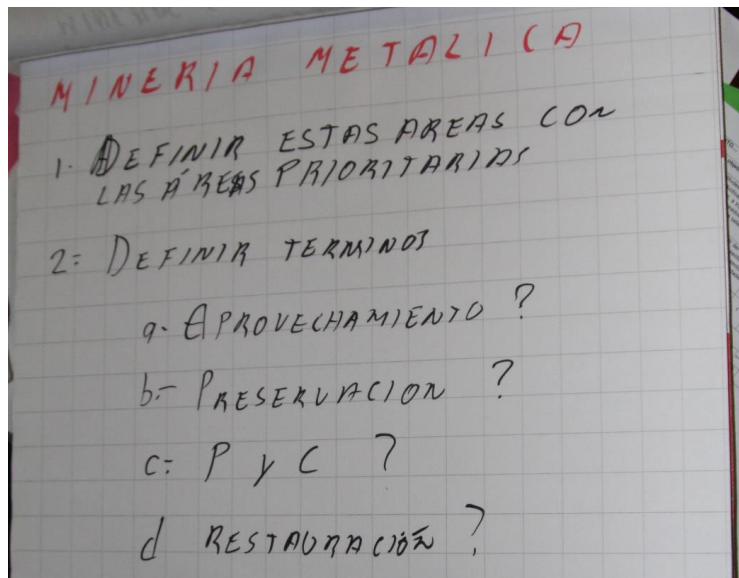 MINERIA METALICA
1. DEFINIR ESTAS AREAS CON
LAS ÁREAS PRIORITARIAS
2= DEFINIR TERMINOS
a- APROVECHAMIENTO ?
b.- PRESERVACION ?
c= P y C ?
d RESTAURACIÓN ?